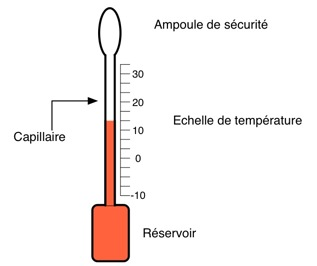 Ampoule de sécurité
30
20
Echelle de température
10
Capillaire
0
-10
Réservoir